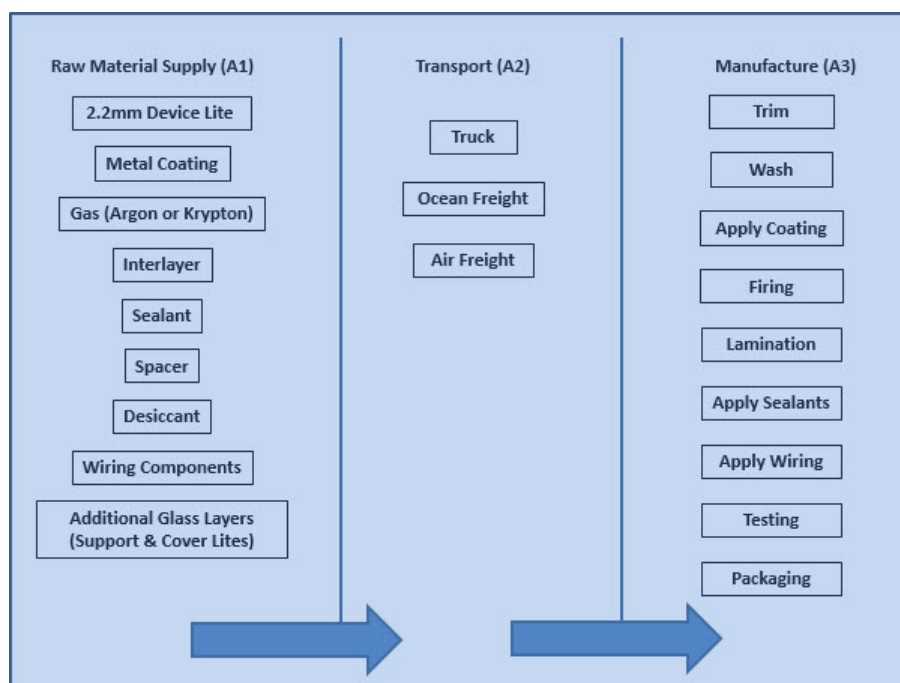 Raw Material Supply (A1)
2.2mm Device Lite
Metal Coating
Gas (Argon or Krypton)
Interlayer
Sealant
Spacer
Desiccant
Wiring Components
Additional Glass Layers
(Support & Cover Lites)
Transport (A2)
Truck
Ocean Freight
Air Freight
Manufacture (A3)
Trim
Wash
Apply Coating
Firing
Lamination
Apply Sealants
Apply Wiring
Testing
Packaging